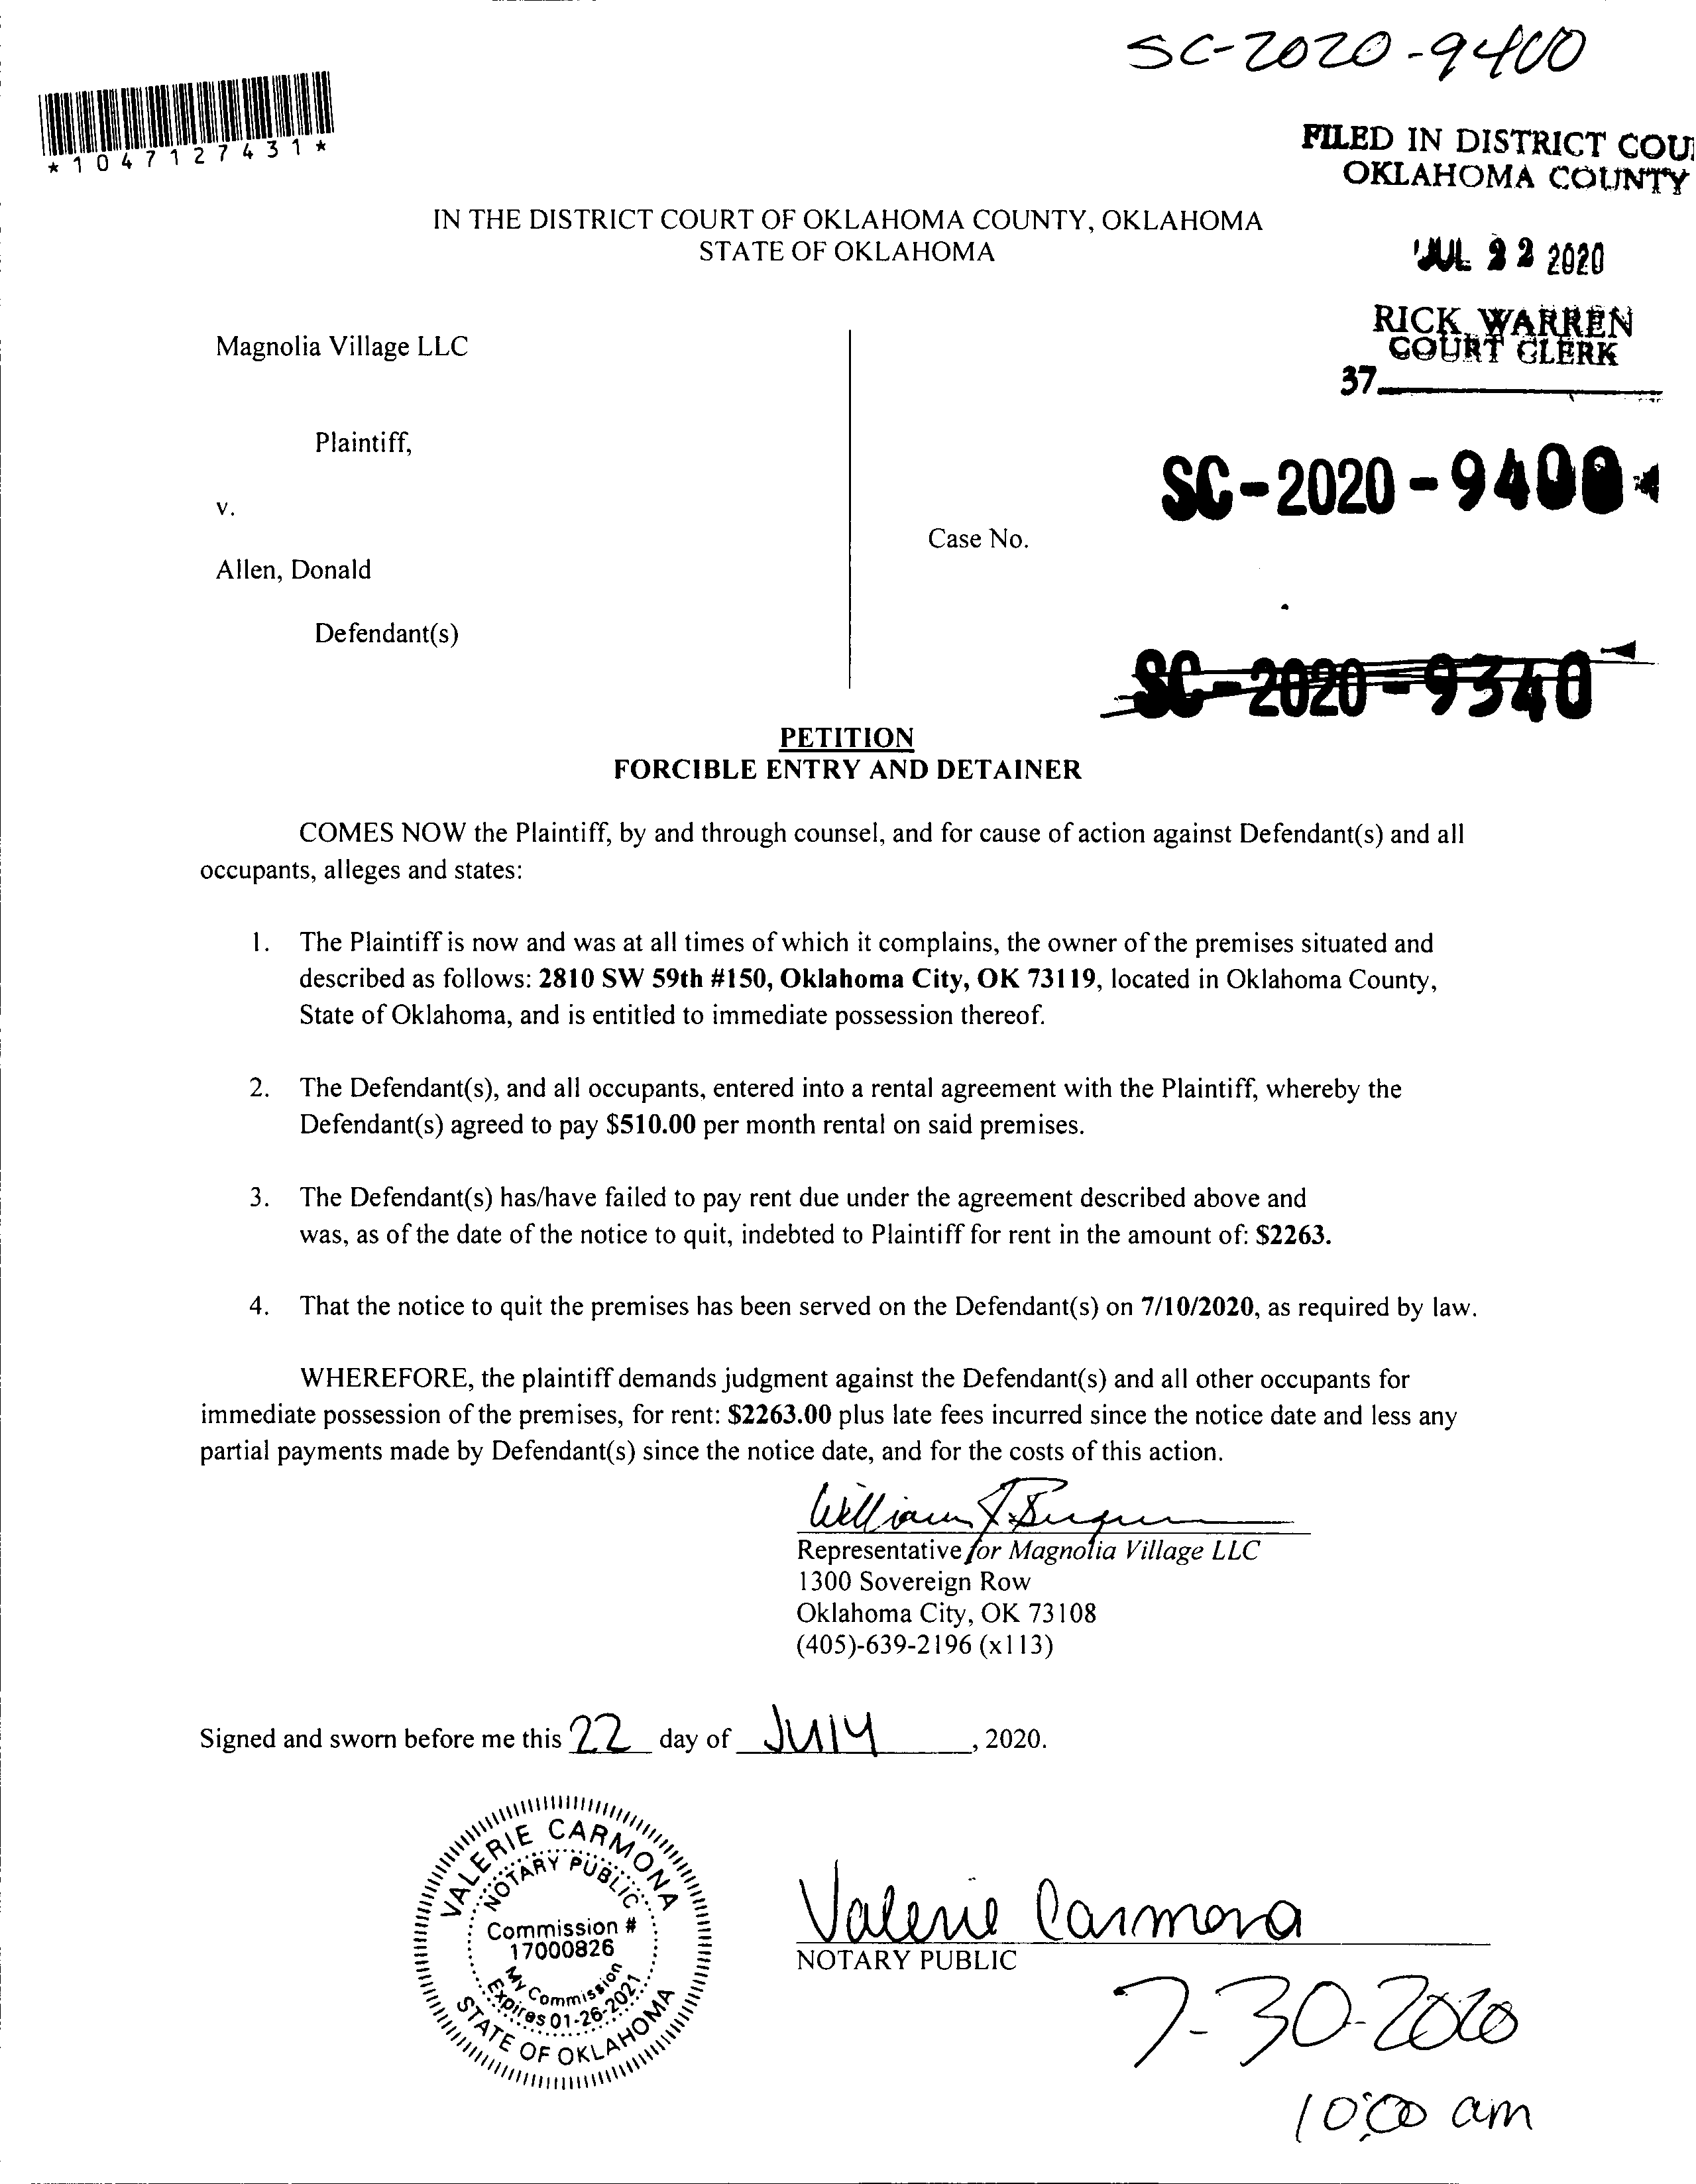 SC-2020-9400
*1047127431*
FILED IN DISTRICT COU
OKLAHOMA COUNTY
IN THE DISTRICT COURT OF OKLAHOMA COUNTY, OKLAHOMA
STATE OF OKLAHOMA
JUL 22 2020
RICK WARREN
COURT CLERK
37
Magnolia Village LLC
Plaintiff,
v.
Allen, Donald
Defendant(s)
Case No.
SC-2020-9400
SC-2020-9340
PETITION
FORCIBLE ENTRY AND DETAINER
COMES NOW the Plaintiff, by and through counsel, and for cause of action against Defendant(s) and all
occupants, alleges and states:
1. The Plaintiff is now and was at all times of which it complains, the owner of the premises situated and
described as follows: 2810 SW 59th #150, Oklahoma City, OK 73119, located in Oklahoma County,
State of Oklahoma, and is entitled to immediate possession thereof.
2. The Defendant(s), and all occupants, entered into a rental agreement with the Plaintiff, whereby the
Defendant(s) agreed to pay $510.00 per month rental on said premises.
3. The Defendant(s) has/have failed to pay rent due under the agreement described above and
was, as of the date of the notice to quit, indebted to Plaintiff for rent in the amount of: $2263.
4. That the notice to quit the premises has been served on the Defendant(s) on 7/10/2020, as required by law.
WHEREFORE, the plaintiff demands judgment against the Defendant(s) and all other occupants for
immediate possession of the premises, for rent: $2263.00 plus late fees incurred since the notice date and less any
partial payments made by Defendant(s) since the notice date, and for the costs of this action.
William J.
Representative for Magnolia Village LLC
1300 Sovereign Row
Oklahoma City, OK 73108
(405)-639-2196 (x113)
Signed and sworn before me this 22 day of July, 2020.
VALERIE CARMONA
NOTARY PUBLIC
Commission #
17000826
My Commission
Expires 01-26-2021
STATE OF OKLAHOMA
Valerie Carmona
NOTARY PUBLIC
7-30-2020
10:00 am